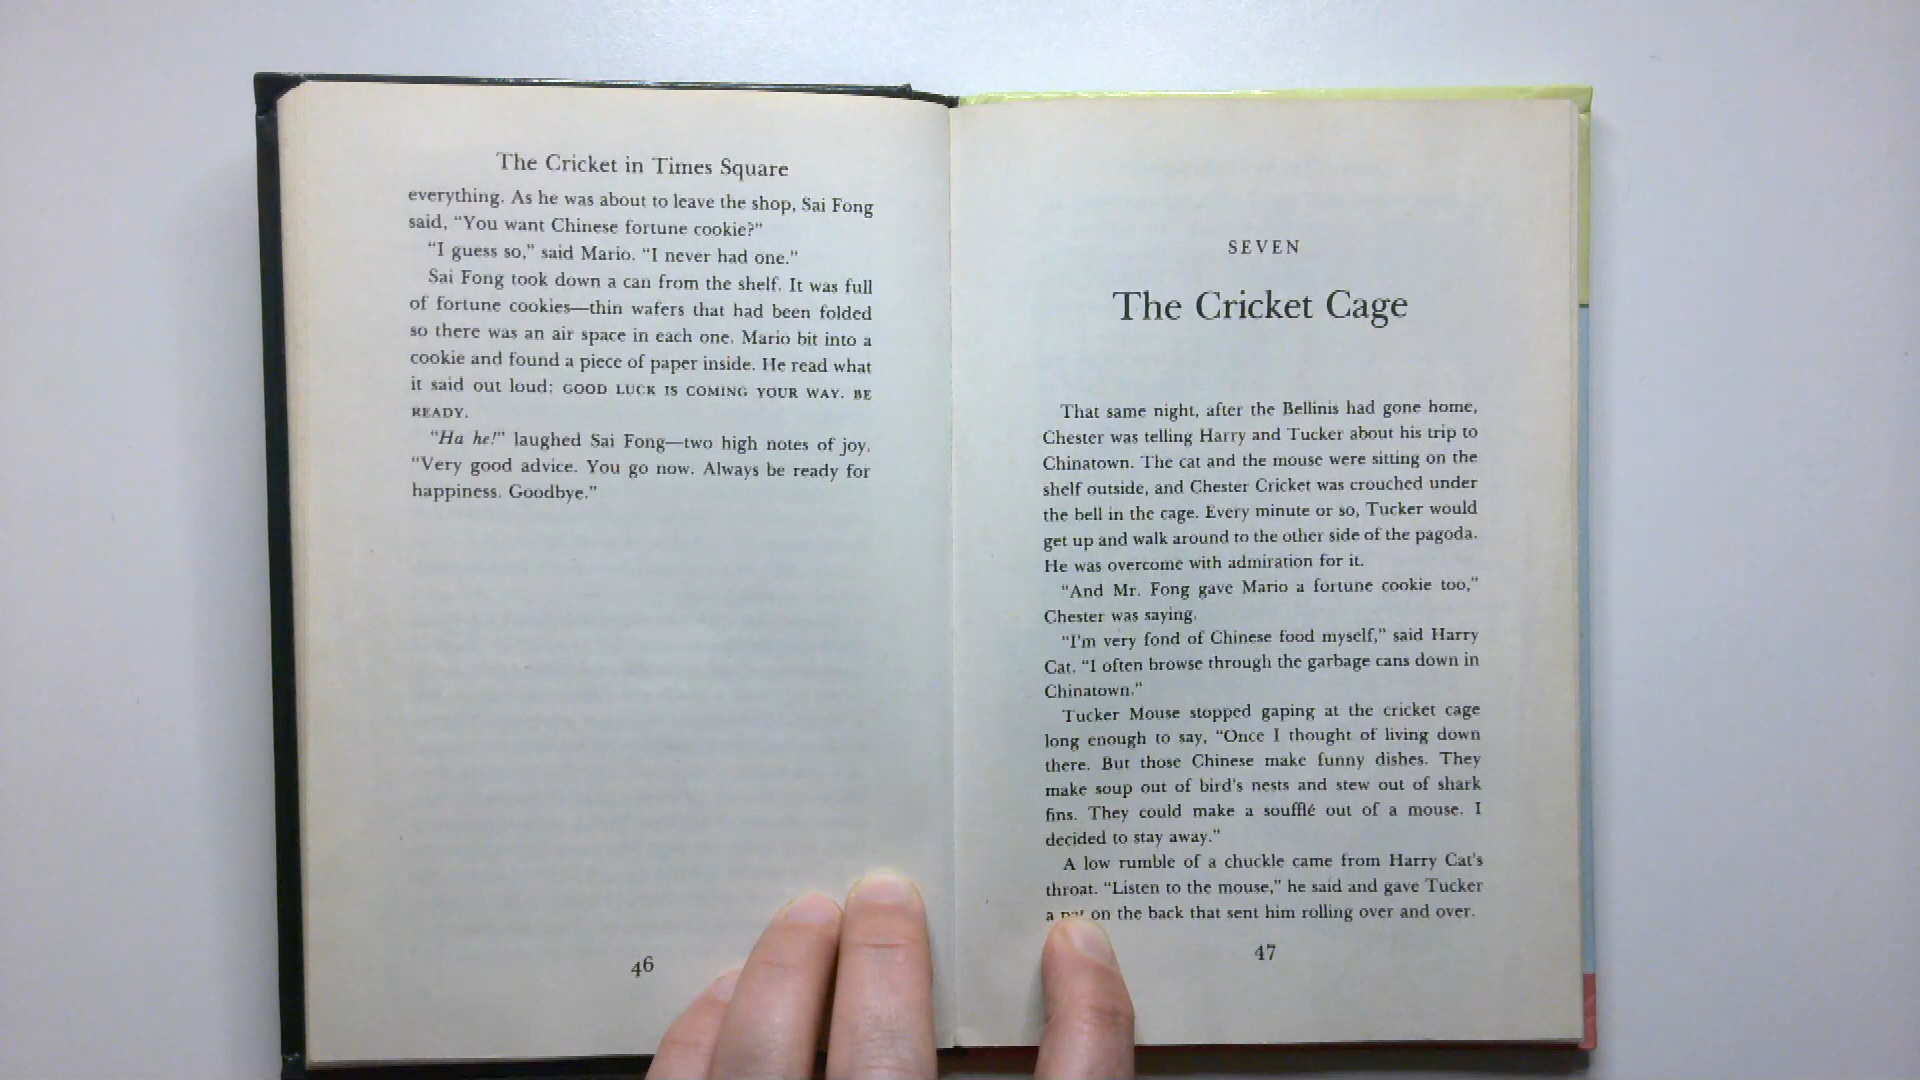 The Cricket in Times Square
everything. As he was about to leave the shop, Sai Fong
said, “You want Chinese fortune cookie?”
“I guess so,” said Mario. “I never had one.”
Sai Fong took down a can from the shelf. It was full
of fortune cookies—thin wafers that had been folded
so there was an air space in each one. Mario bit into a
cookie and found a piece of paper inside. He read what
it said out loud: GOOD LUCK IS COMING YOUR WAY. BE
READY.
“Ha he!” laughed Sai Fong—two high notes of joy.
“Very good advice. You go now. Always be ready for
happiness. Goodbye.”
46
SEVEN
The Cricket Cage
That same night, after the Bellinis had gone home,
Chester was telling Harry and Tucker about his trip to
Chinatown. The cat and the mouse were sitting on the
shelf outside, and Chester Cricket was crouched under
the bell in the cage. Every minute or so, Tucker would
get up and walk around to the other side of the pagoda.
He was overcome with admiration for it.
“And Mr. Fong gave Mario a fortune cookie too,”
Chester was saying.
“I'm very fond of Chinese food myself,” said Harry
Cat. “I often browse through the garbage cans down in
Chinatown.”
Tucker Mouse stopped gaping at the cricket cage
long enough to say, “Once I thought of living down
there. But those Chinese make funny dishes. They
make soup out of bird's nests and stew out of shark
fins. They could make a soufflé out of a mouse. I
decided to stay away.”
A low rumble of a chuckle came from Harry Cat's
throat. “Listen to the mouse,” he said and gave Tucker
a on the back that sent him rolling over and over.
47